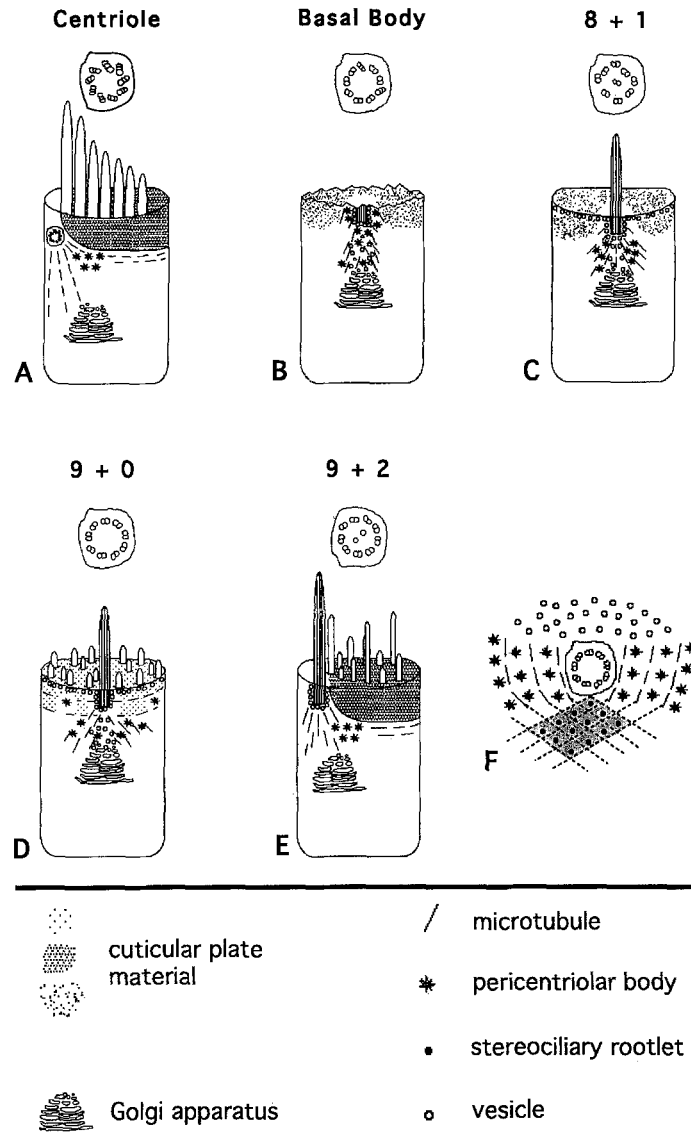 Centriole
Basal Body
8 + 1
A
B
C
9 + 0
9 + 2
D
E
F
cuticular plate
material
Golgi apparatus
microtubule
pericentriolar body
stereociliary rootlet
vesicle